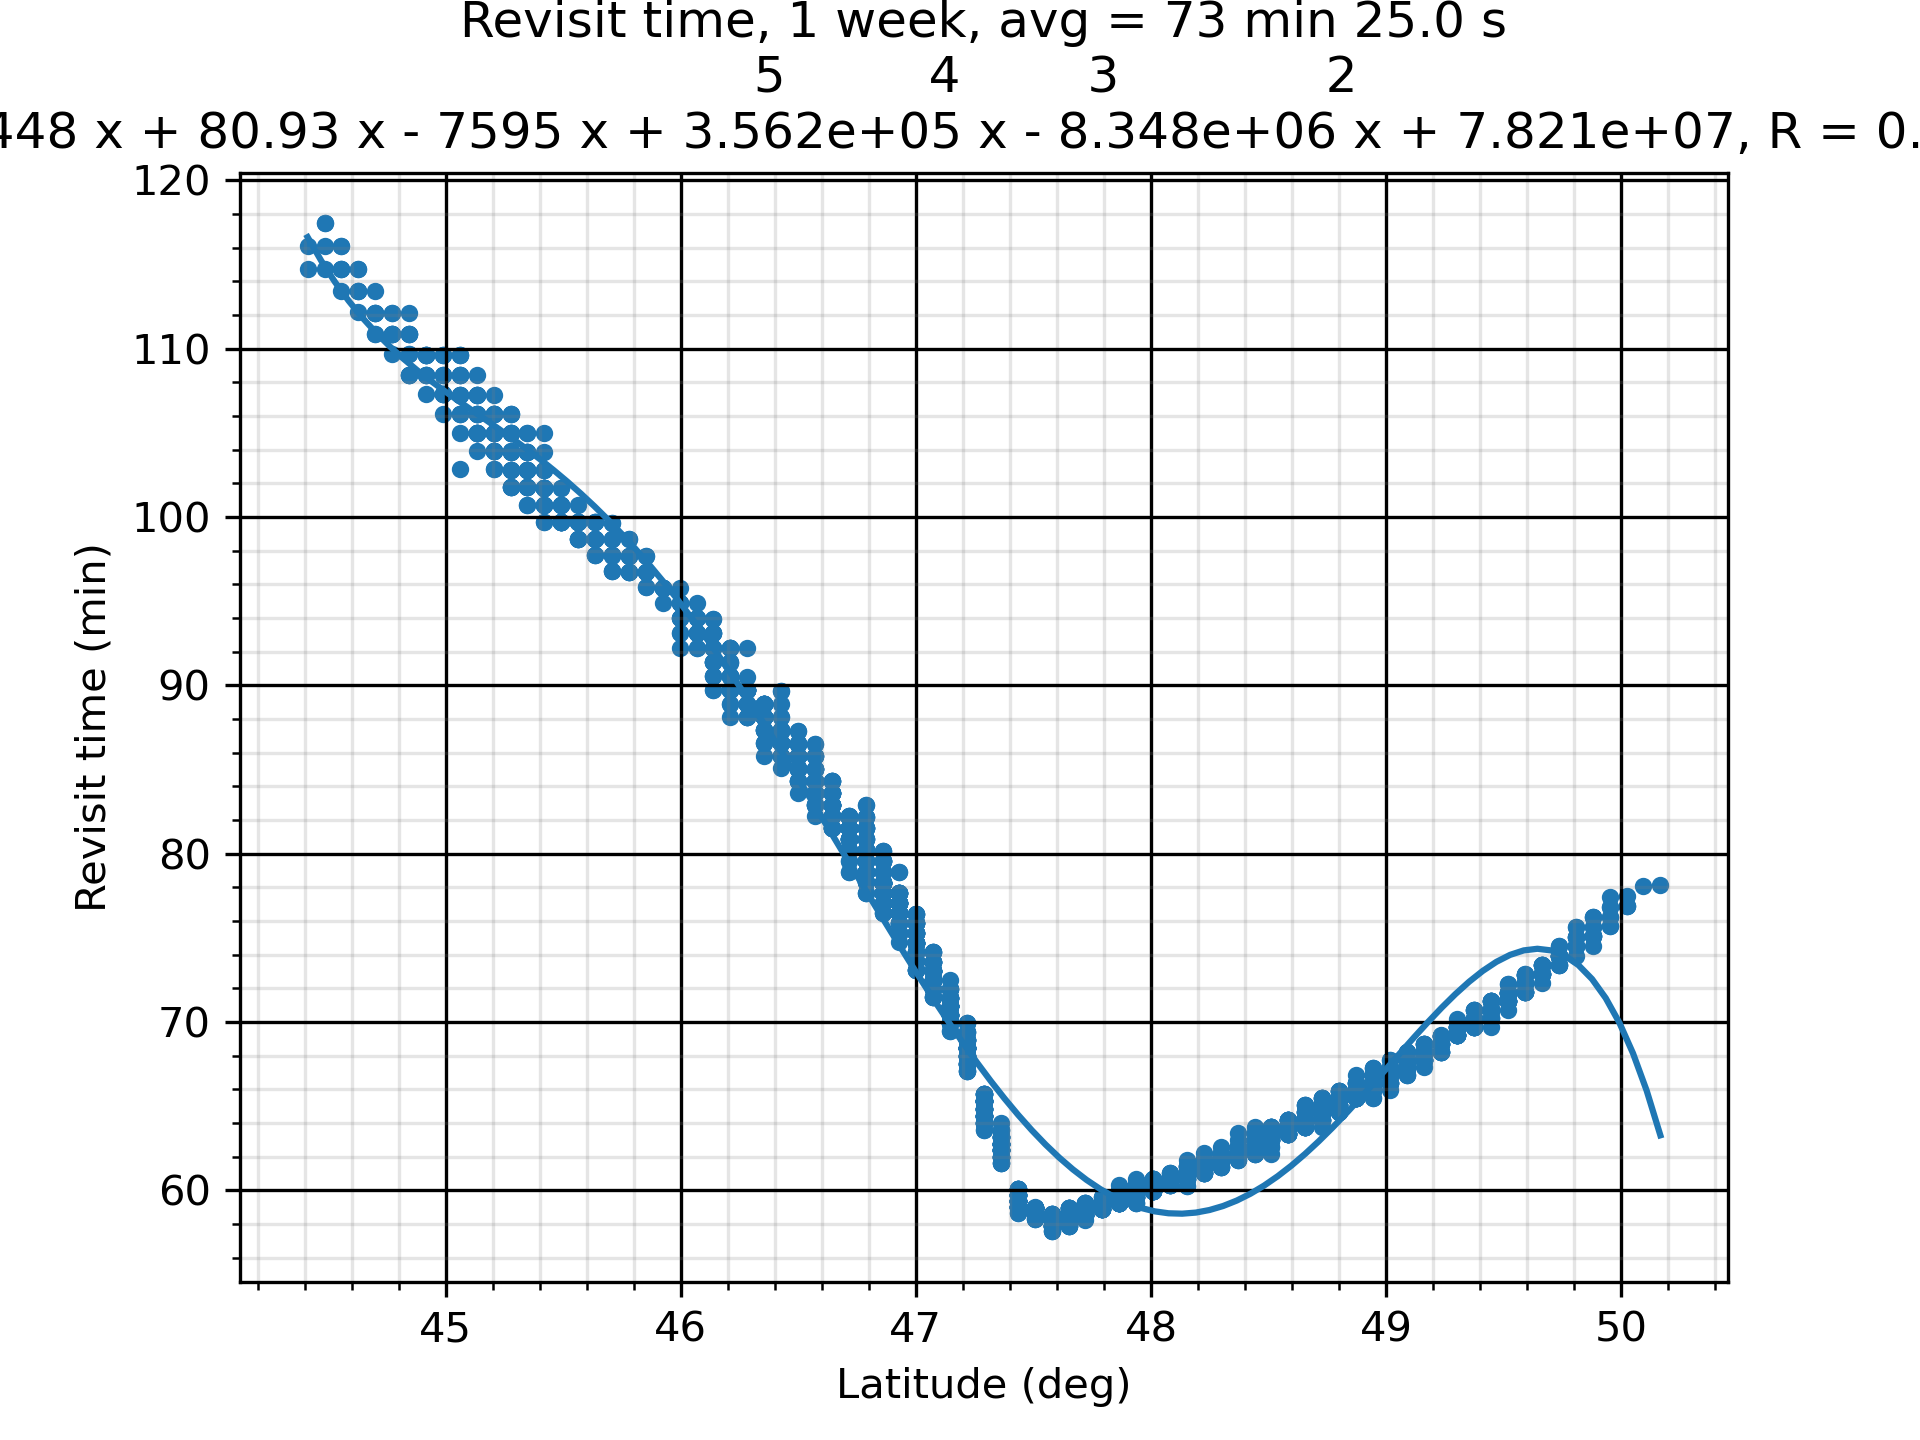 Revisit time, 1 week, avg = 73 min 25.0 s
5 4 3 2
448 x + 80.93 x - 7595 x + 3.562e+05 x - 8.348e+06 x + 7.821e+07, R = 0.
120
110
100
90
80
70
60
Revisit time (min)
45 46 47 48 49 50
Latitude (deg)